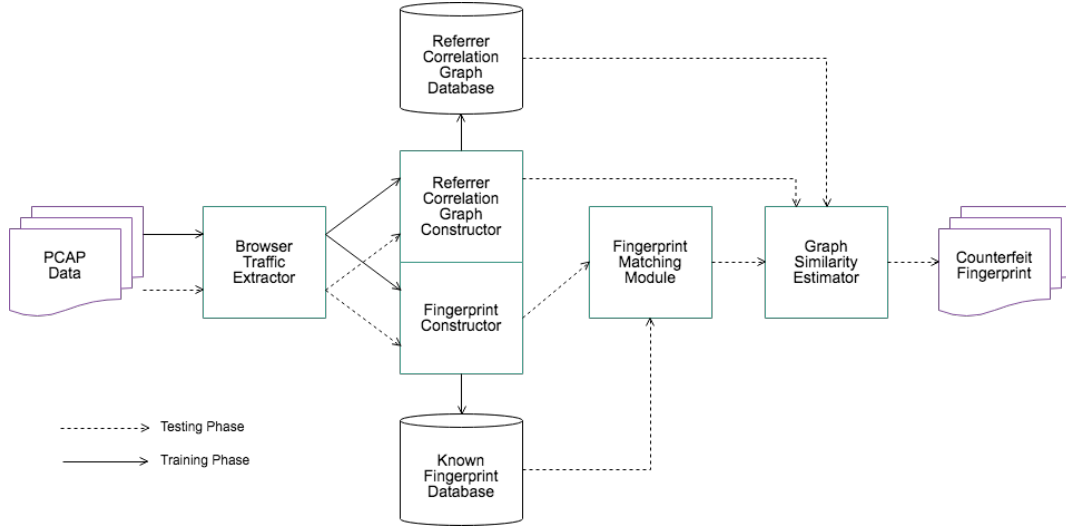 Referrer
Correlation
Graph
Database
Referrer
Correlation
Graph
Constructor
PCAP
Data
Browser
Traffic
Extractor
Fingerprint
Matching
Module
Graph
Similarity
Estimator
Counterfeit
Fingerprint
Fingerprint
Constructor
Known
Fingerprint
Database
Testing Phase
Training Phase